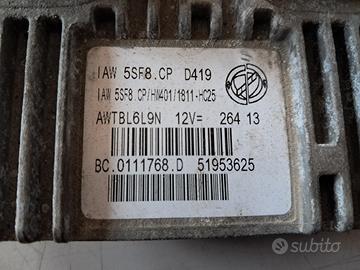 IAW 5SF8.CP D419
IAW 5SF8 CP/HW401/1811-HC25
AWTBL6L9N 12V= 264 13
BC.0111768.D 51953625
subito